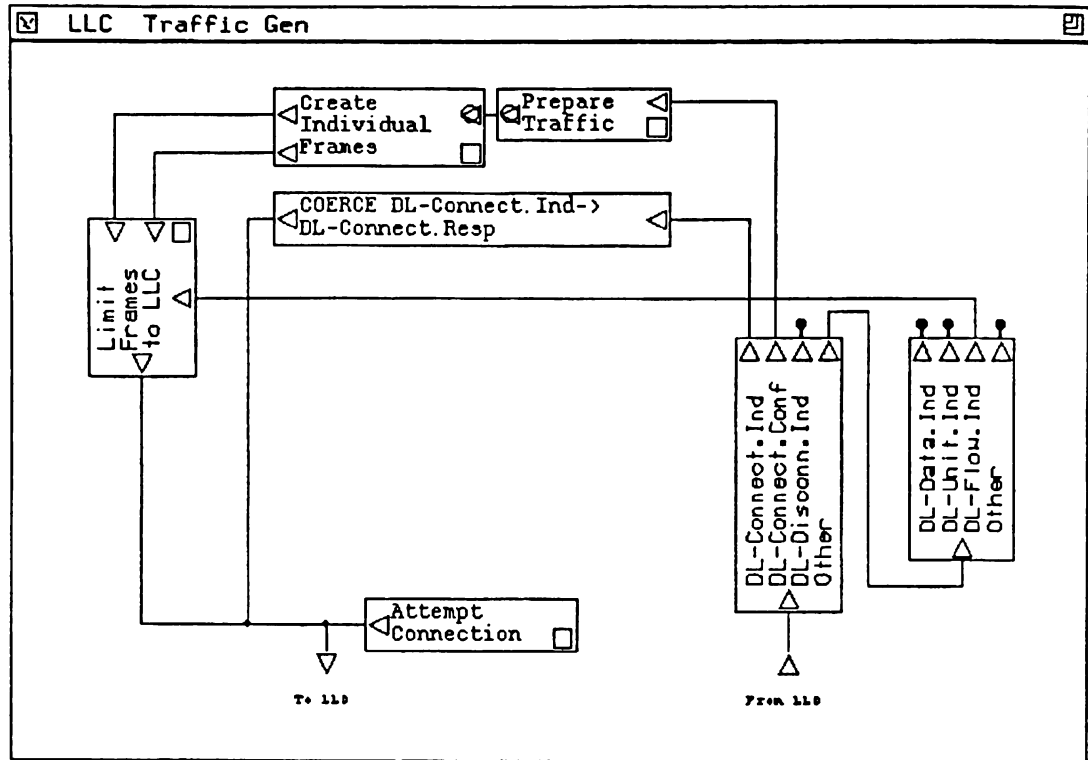 LLC Traffic Gen
Create
Individual
Frames
Prepare
Traffic
COERCE DL-Connect.Ind->
DL-Connect.Resp
Limit
Frames
to LLC
DL-Connect.Ind
DL-Connect.Conf
DL-Disconn.Ind
Other
DL-Data.Ind
DL-Unit.Ind
DL-Flow.Ind
Other
Attempt
Connection
To LLB
From LLB